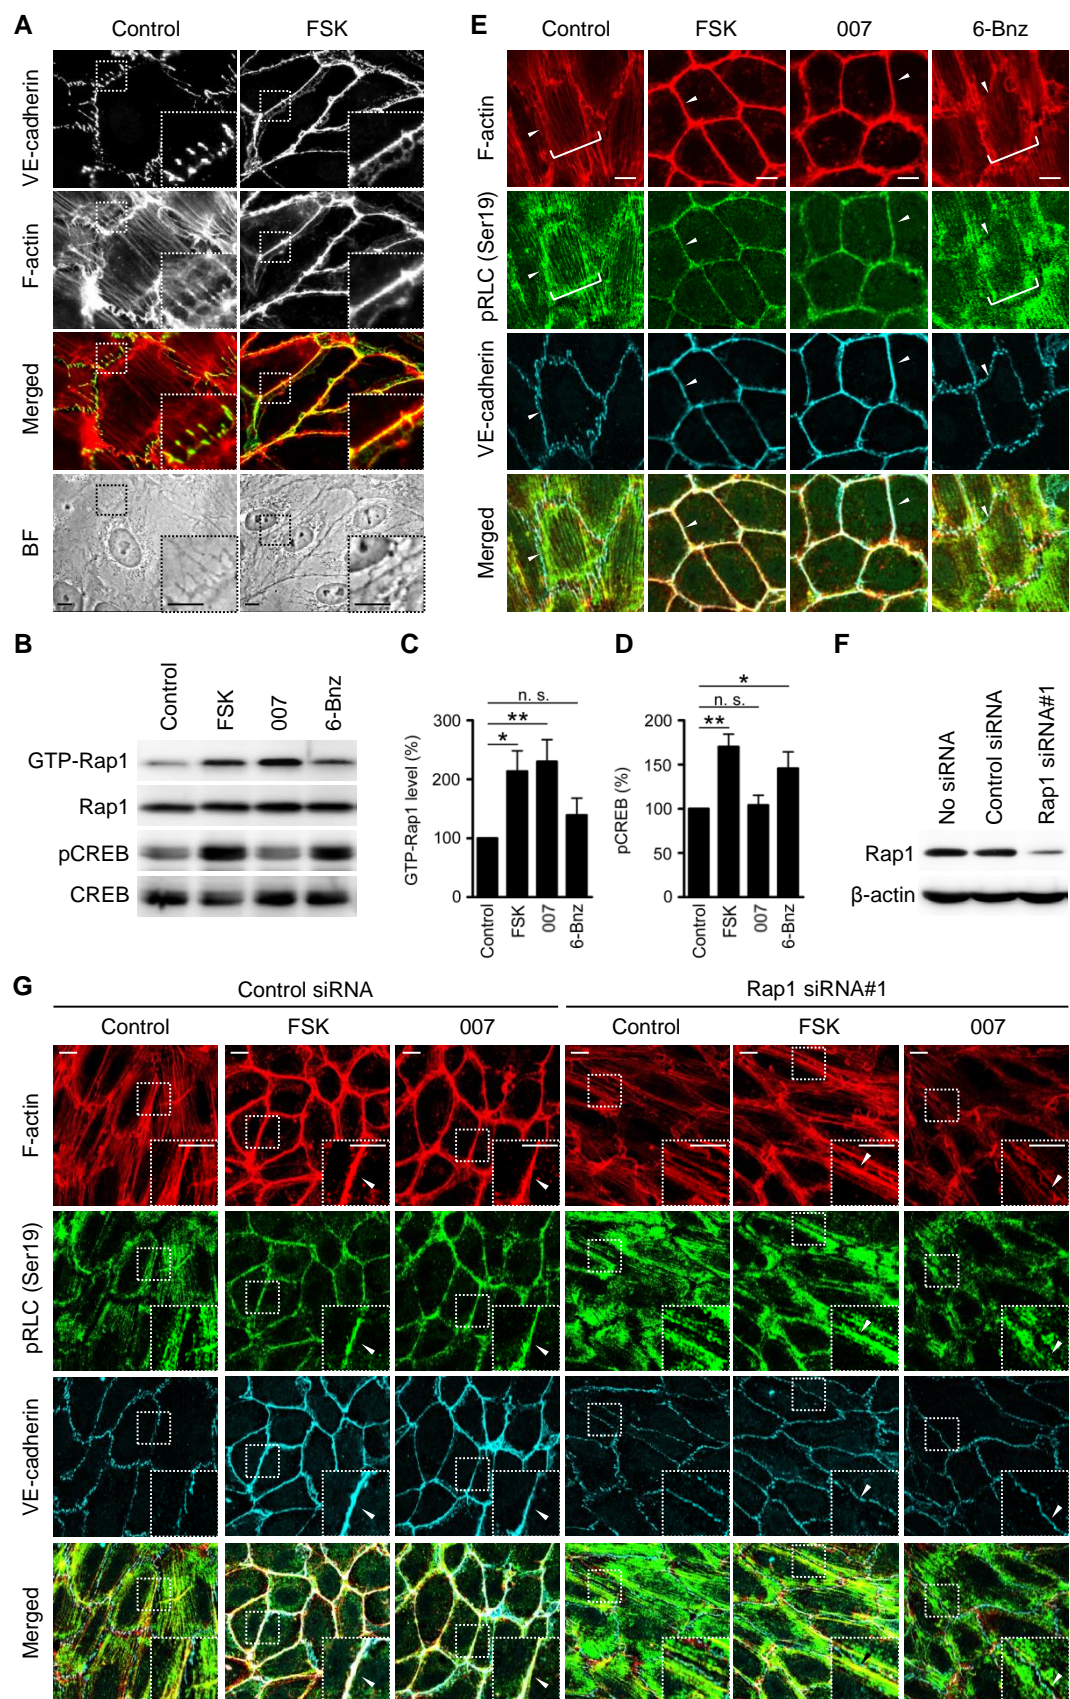 A
Control FSK
VE-cadherin
F-actin
Merged
BF
E
Control FSK 007 6-Bnz
F-actin
pRLC (Ser19)
VE-cadherin
Merged
B
Control FSK 007 6-Bnz
GTP-Rap1
Rap1
pCREB
CREB
C
n. s.
**
*
GTP-Rap1 level (%)
300
200
100
0
Control FSK 007 6-Bnz
D
*
n. s.
**
pCREB (%)
200
150
100
50
0
Control FSK 007 6-Bnz
F
No siRNA Control siRNA Rap1 siRNA#1
Rap1
β-actin
G
Control siRNA Rap1 siRNA#1
Control FSK 007 Control FSK 007
F-actin
pRLC (Ser19)
VE-cadherin
Merged